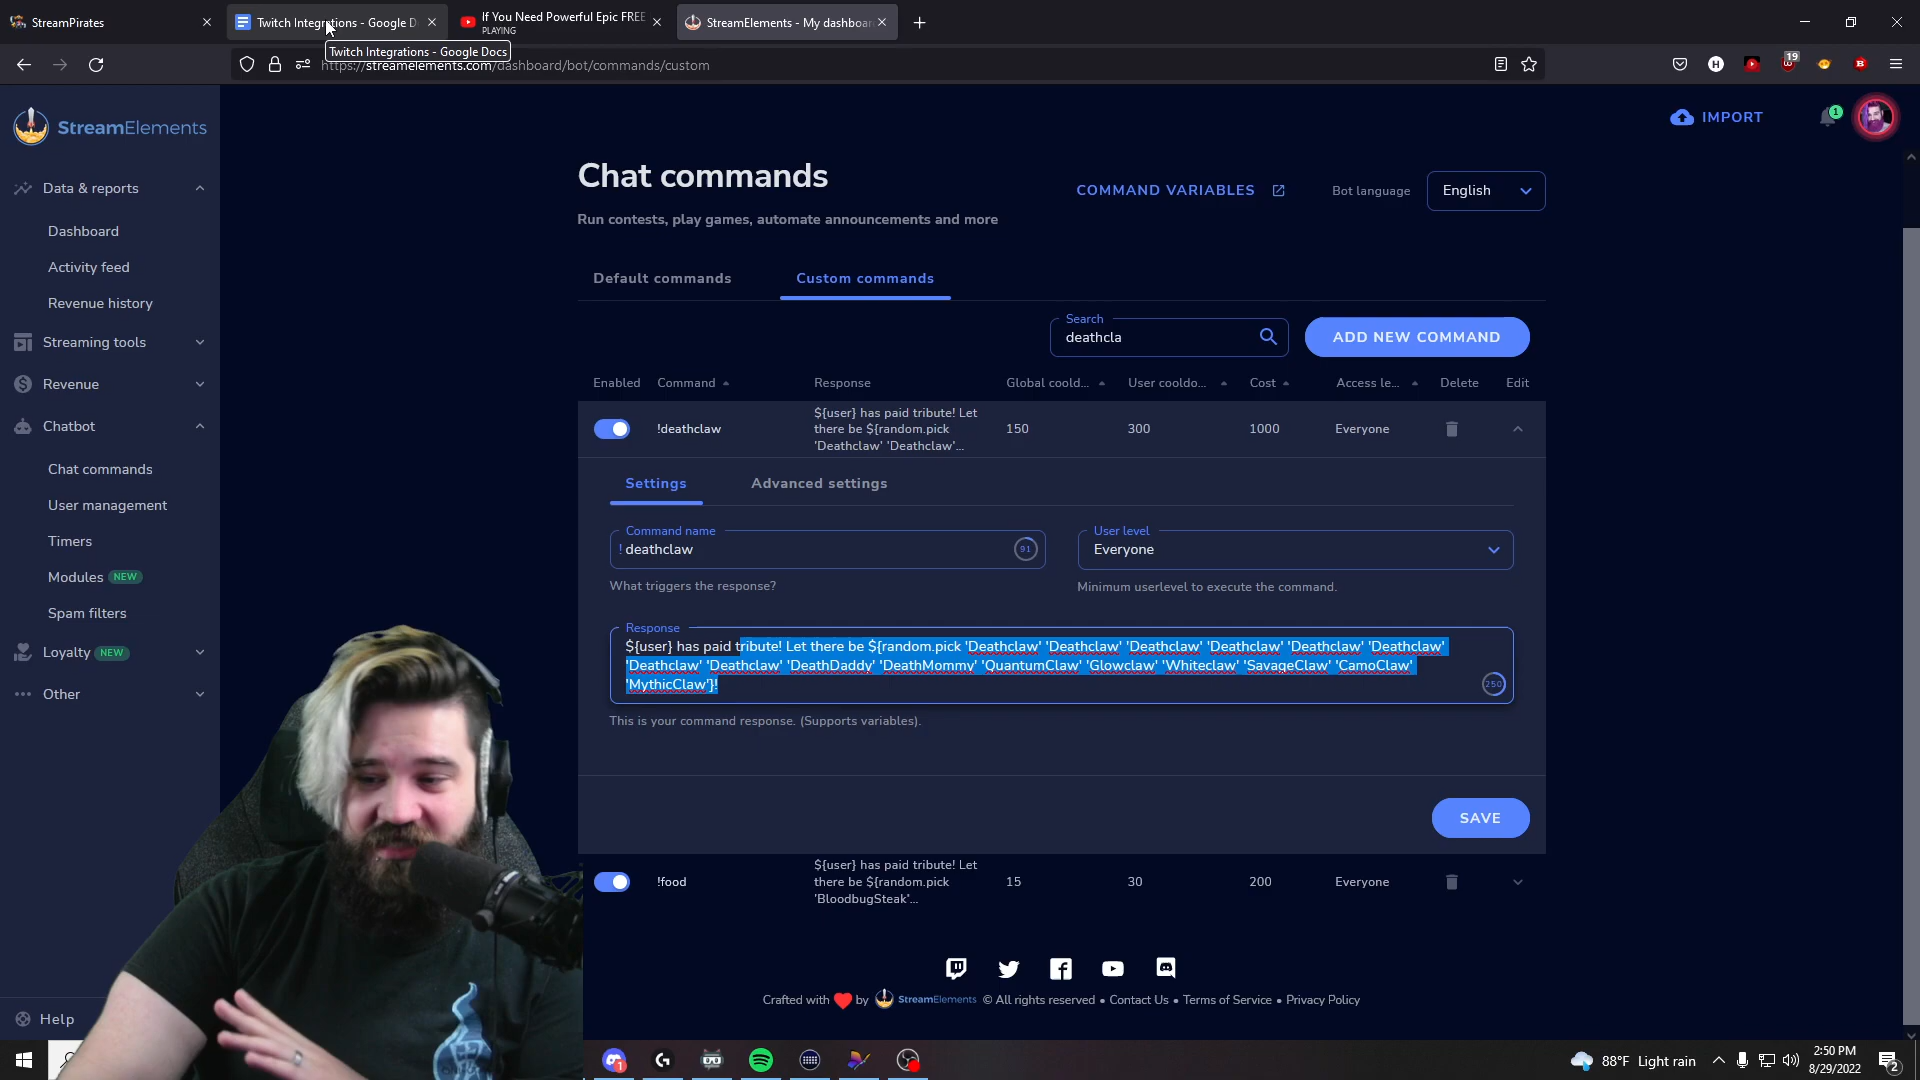 StreamPirates
Twitch Integrations - Google D
If You Need Powerful Epic FREE
PLAYING
StreamElements - My dashboar
Twitch Integrations - Google Docs
https://streamelements.com/dashboard/bot/commands/custom
19
StreamElements
IMPORT
1
Data & reports
Dashboard
Activity feed
Revenue history
Streaming tools
Revenue
Chatbot
Chat commands
User management
Timers
Modules NEW
Spam filters
Loyalty NEW
Other
Help
Chat commands
Run contests, play games, automate announcements and more
COMMAND VARIABLES
Bot language
English
Default commands
Custom commands
Search
deathcla
ADD NEW COMMAND
Enabled Command Response Global coold... User cooldo... Cost Access le... Delete Edit
!deathclaw
${user} has paid tribute! Let
there be ${random.pick
'Deathclaw' 'Deathclaw'...
150 300 1000 Everyone
Settings
Advanced settings
Command name
! deathclaw
91
What triggers the response?
User level
Everyone
Minimum userlevel to execute the command.
Response
${user} has paid tribute! Let there be ${random.pick 'Deathclaw' 'Deathclaw' 'Deathclaw' 'Deathclaw' 'Deathclaw' 'Deathclaw'
'Deathclaw' 'Deathclaw' 'DeathDaddy' 'DeathMommy' 'QuantumClaw' 'Glowclaw' 'Whiteclaw' 'SavageClaw' 'CamoClaw'
'MythicClaw'}!
250
This is your command response. (Supports variables).
SAVE
!food
${user} has paid tribute! Let
there be ${random.pick
'BloodbugSteak'...
15 30 200 Everyone
Crafted with by StreamElements © All rights reserved • Contact Us • Terms of Service • Privacy Policy
1
88°F Light rain
2:50 PM
8/29/2022
2